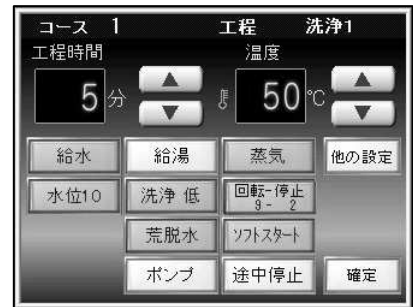 コース 1 工程 洗浄1
工程時間 温度
5 分 50 ℃
給水 給湯 蒸気 他の設定
水位10 洗浄 低 回転-停止
9- 2
荒脱水 ソフトスタート
ポンプ 途中停止 確定